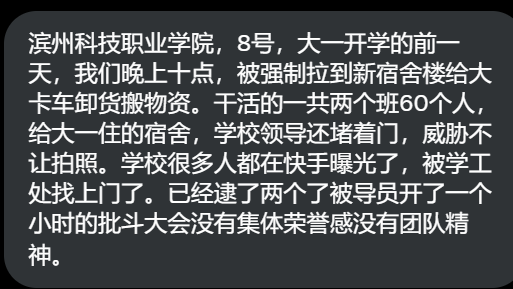 滨州科技职业学院，8号，大一开学的前一
天，我们晚上十点，被强制拉到新宿舍楼给大
卡车卸货搬物资。干活的一共两个班60个人，
给大一住的宿舍，学校领导还堵着门，威胁不
让拍照。学校很多人都在快手曝光了，被学工
处找上门了。已经逮了两个了被导员开了一个
小时的批斗大会没有集体荣誉感没有团队精
神。